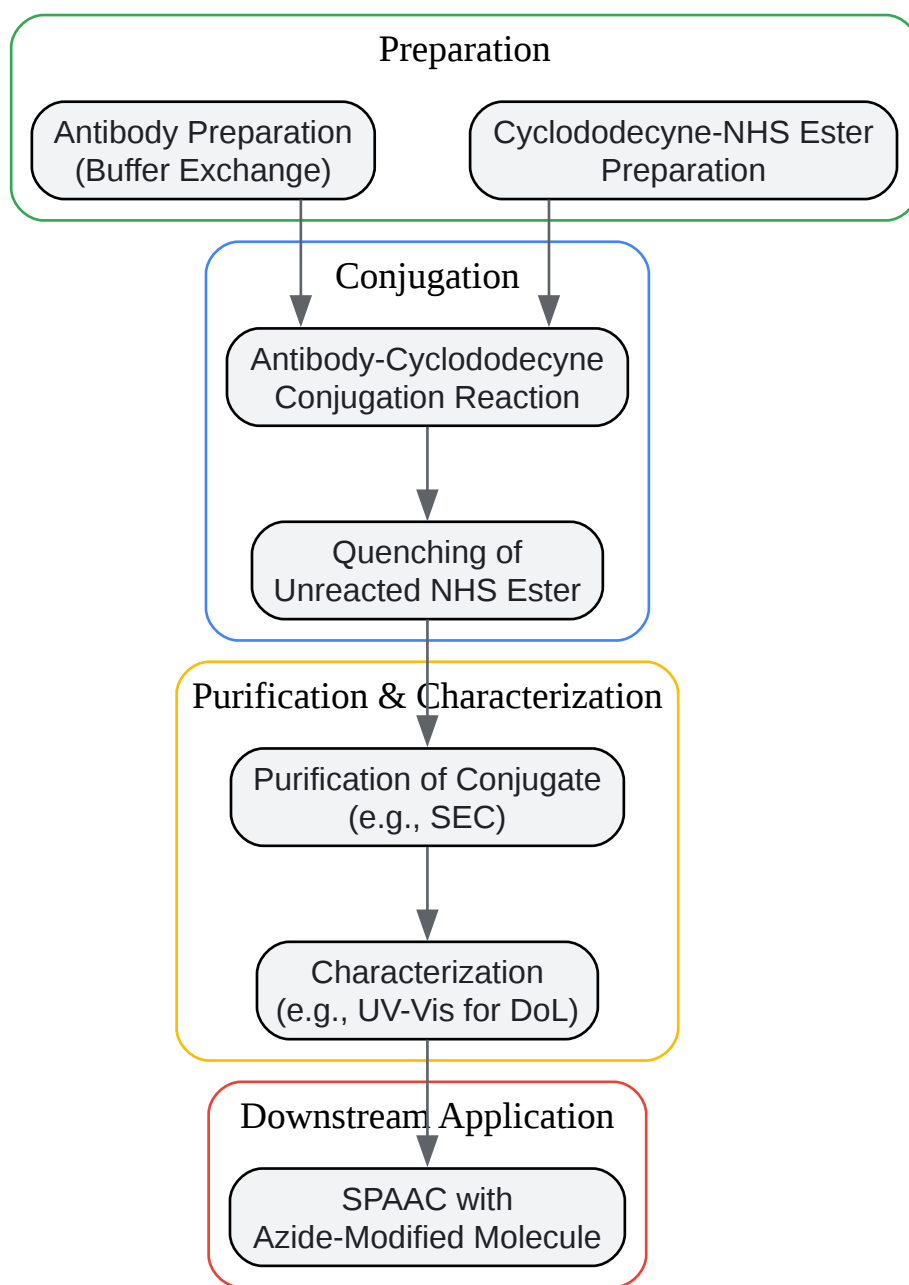 Preparation
Antibody Preparation
(Buffer Exchange)
Cyclododecyne-NHS Ester
Preparation
Conjugation
Antibody-Cyclododecyne
Conjugation Reaction
Quenching of
Unreacted NHS Ester
Purification & Characterization
Purification of Conjugate
(e.g., SEC)
Characterization
(e.g., UV-Vis for DoL)
Downstream Application
SPAAC with
Azide-Modified Molecule